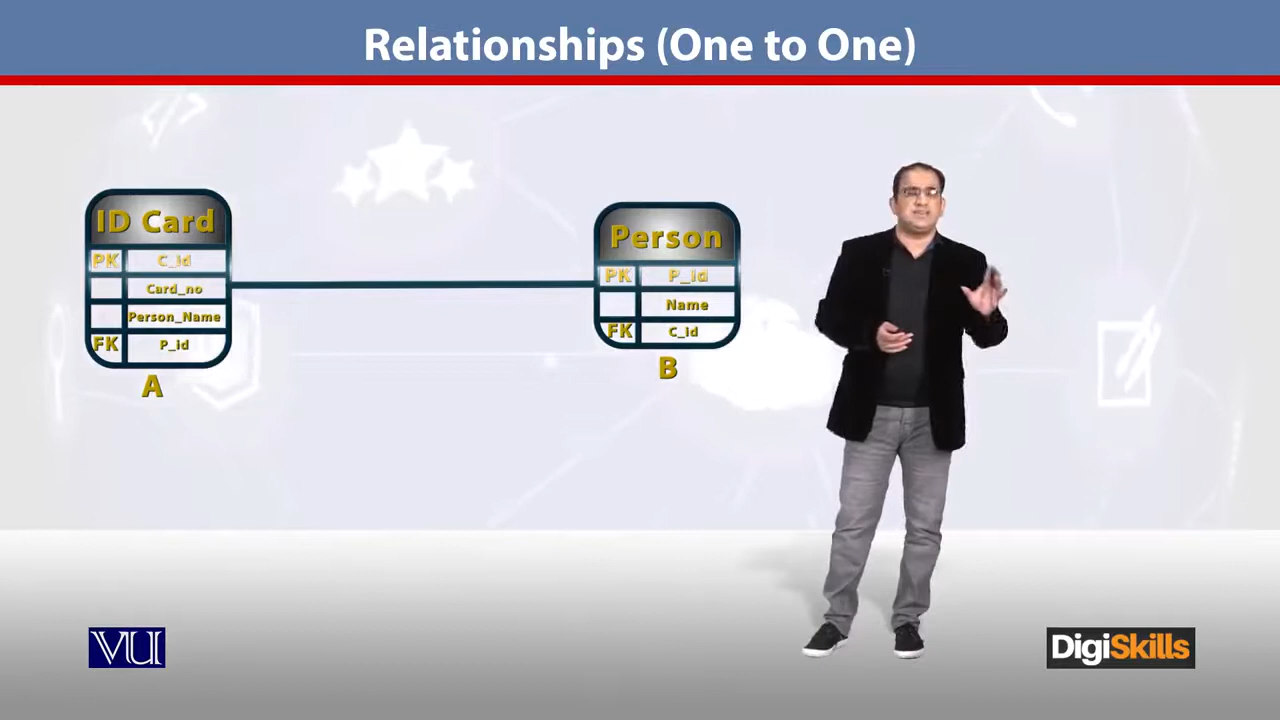 Relationships (One to One)
ID Card
PK C_id
Card_no
Person_Name
FK P_id
A
Person
PK P_id
Name
FK C_id
B
VU
DigiSkills